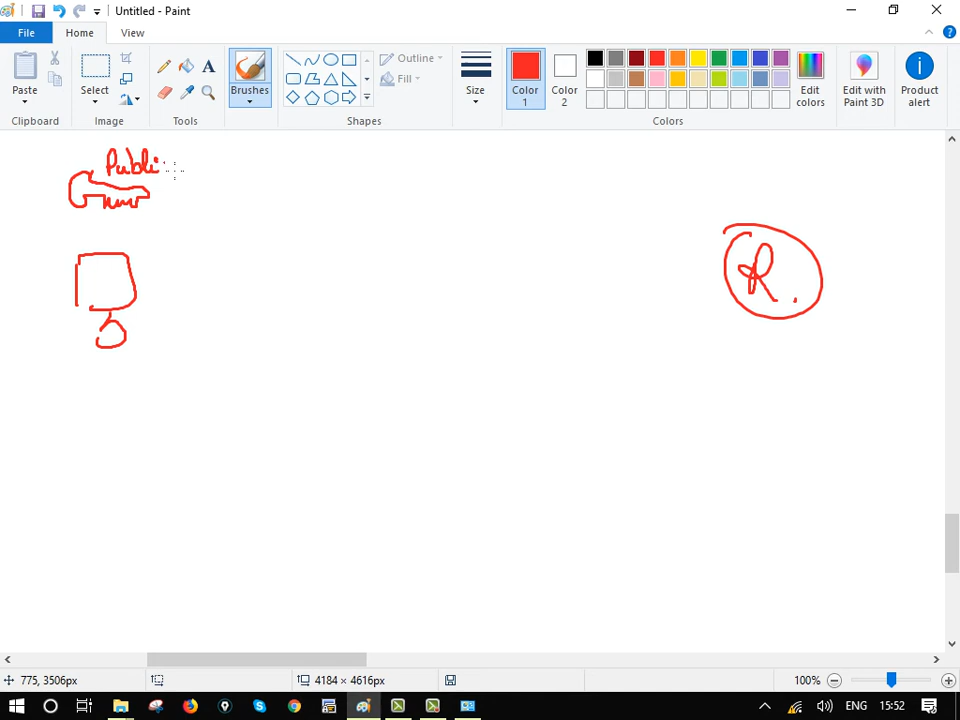 Untitled - Paint
File
Home
View
Paste
Select
Brushes
Outline
Fill
Size
Color 1
Color 2
Edit colors
Edit with Paint 3D
Product alert
Clipboard
Image
Tools
Shapes
Colors
Publi
R
775, 3506px
4184 × 4616px
100%
ENG
15:52